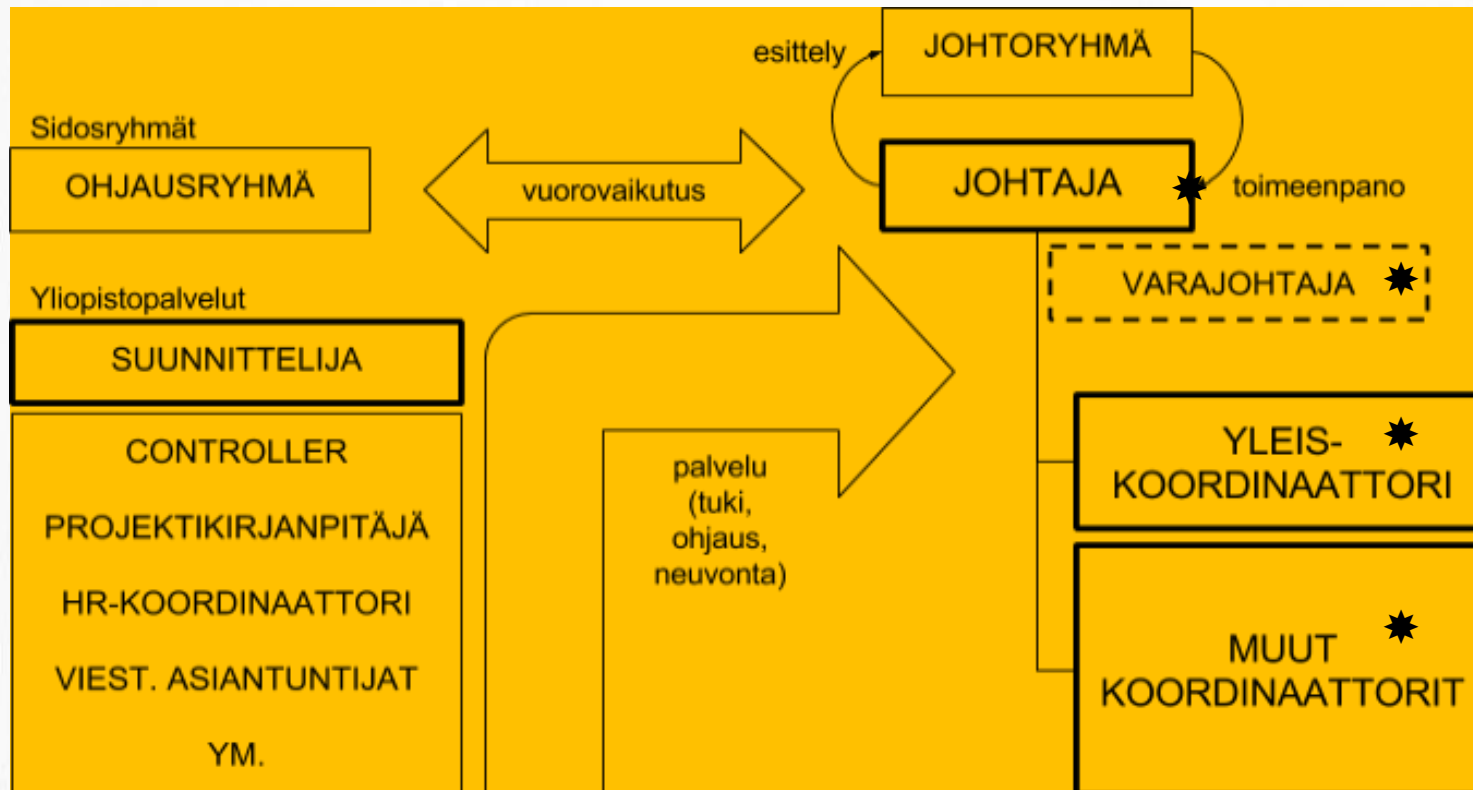 esittely
JOHTORYHMÄ
Sidosryhmät
OHJAUSRYHMÄ
vuorovaikutus
JOHTAJA
toimeenpano
VARAJOHTAJA
Yliopistopalvelut
SUUNNITTELIJA
CONTROLLER
PROJEKTIKIRJANPITÄJÄ
HR-KOORDINAATTORI
VIEST. ASIANTUNTIJAT
YM.
palvelu
(tuki,
ohjaus,
neuvonta)
YLEIS-
KOORDINAATTORI
MUUT
KOORDINAATTORIT